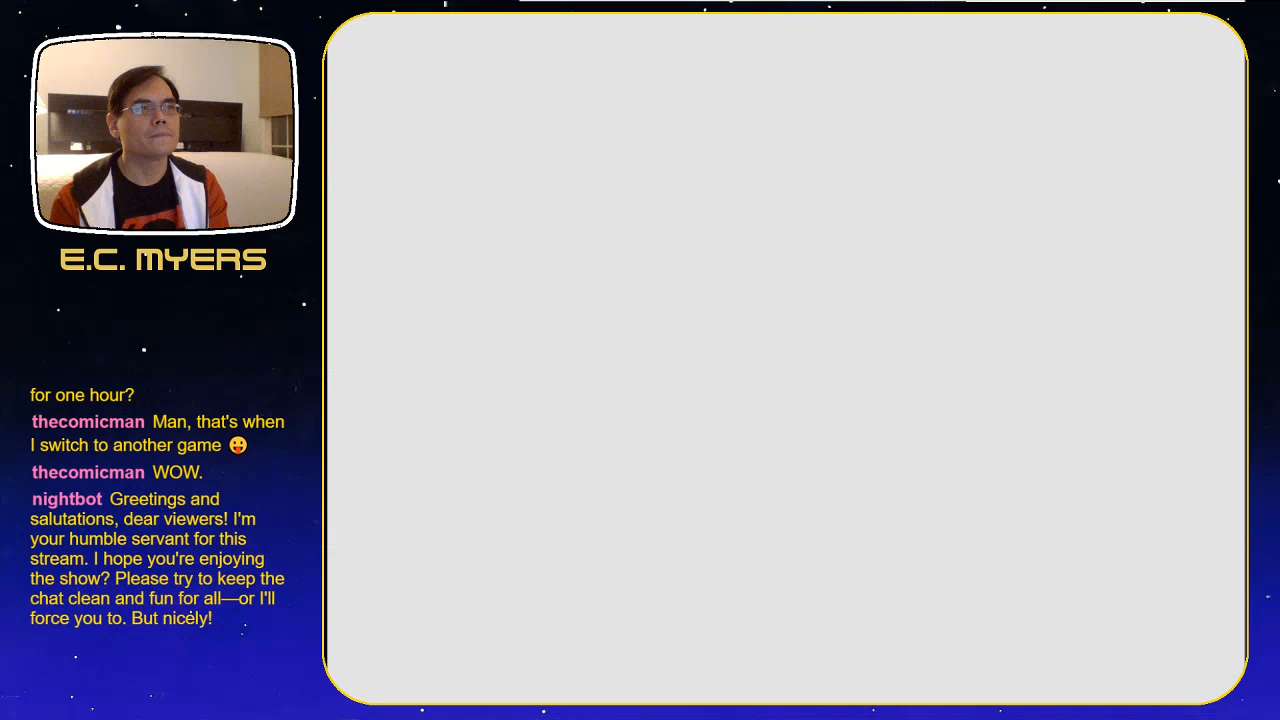 E.C. MYERS
for one hour?
thecomicman Man, that's when
I switch to another game 😛
thecomicman WOW.
nightbot Greetings and
salutations, dear viewers! I'm
your humble servant for this
stream. I hope you're enjoying
the show? Please try to keep the
chat clean and fun for all—or I'll
force you to. But nicely!